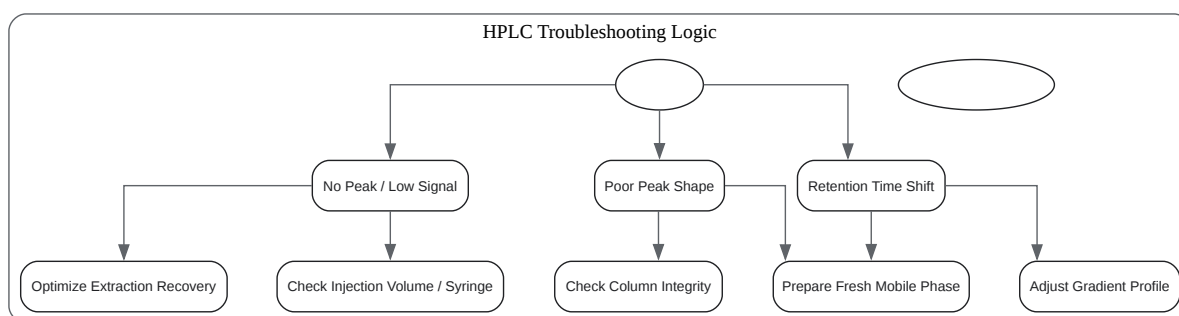 HPLC Troubleshooting Logic
No Peak / Low Signal
Poor Peak Shape
Retention Time Shift
Optimize Extraction Recovery
Check Injection Volume / Syringe
Check Column Integrity
Prepare Fresh Mobile Phase
Adjust Gradient Profile